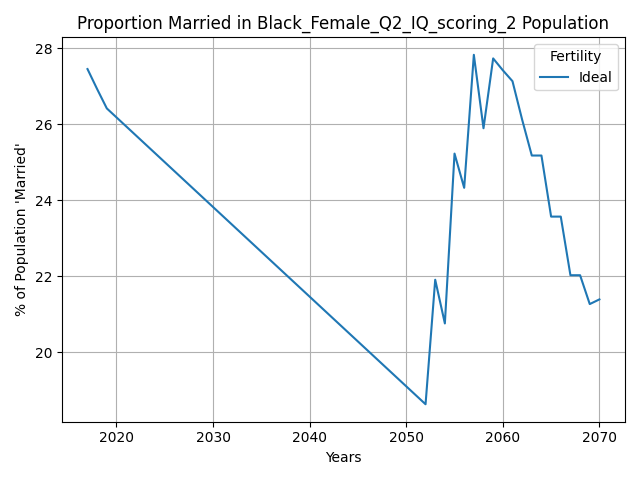 Proportion Married in Black_Female_Q2_IQ_scoring_2 Population
Fertility
Ideal
% of Population 'Married'
28
26
24
22
20
2020
2030
2040
2050
2060
2070
Years